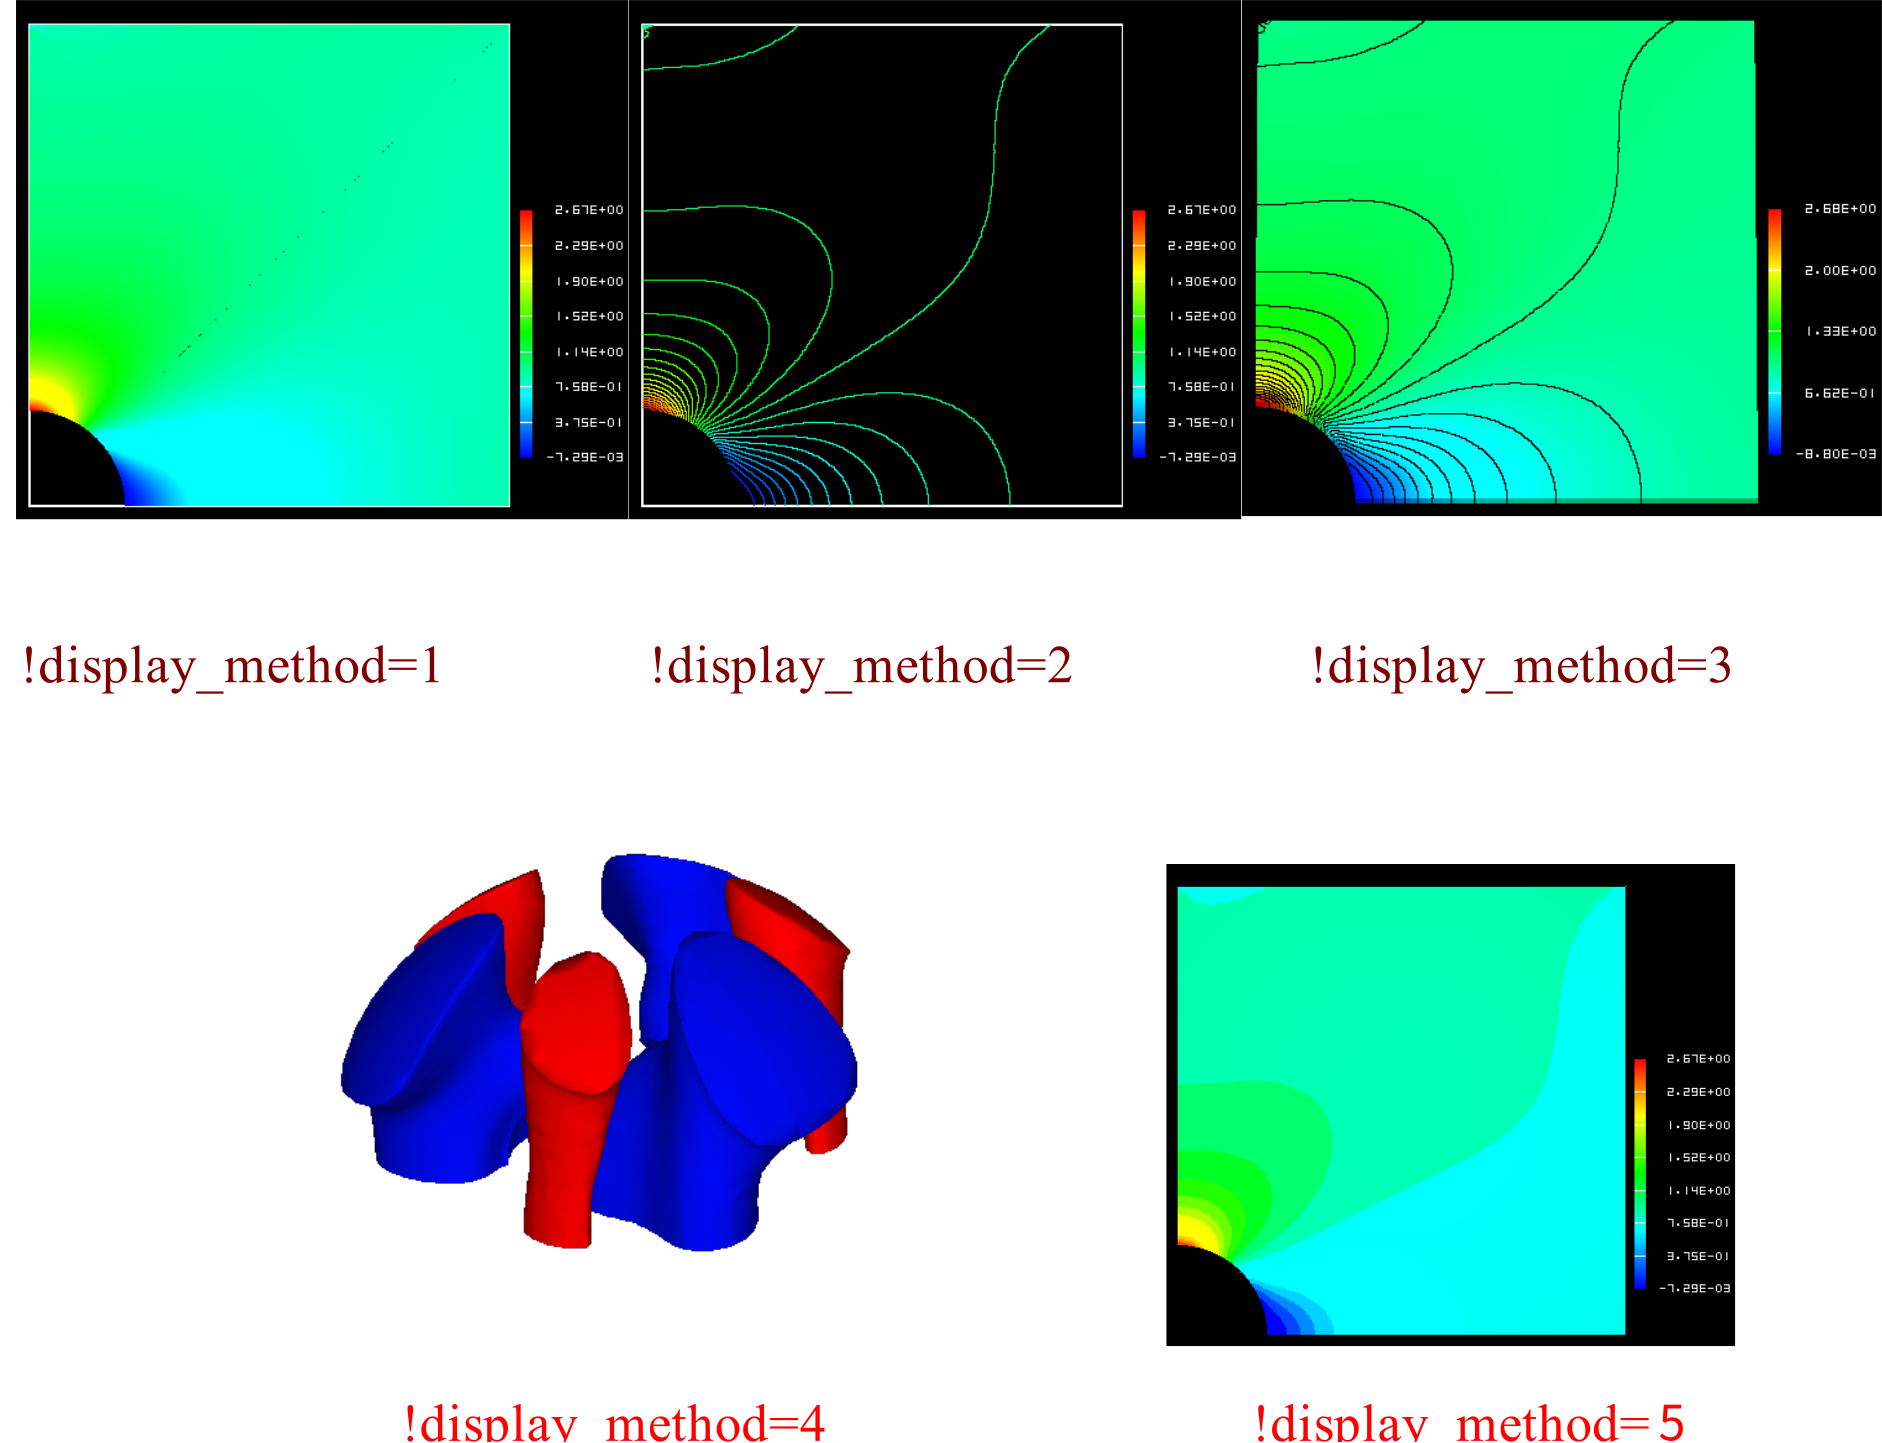 2.67E+00
2.29E+00
1.90E+00
1.52E+00
1.14E+00
7.58E-01
3.75E-01
-7.29E-03
2.67E+00
2.29E+00
1.90E+00
1.52E+00
1.14E+00
7.58E-01
3.75E-01
-7.29E-03
2.68E+00
2.00E+00
1.33E+00
6.62E-01
-8.80E-03
!display_method=1
!display_method=2
!display_method=3
2.67E+00
2.29E+00
1.90E+00
1.52E+00
1.14E+00
7.58E-01
3.75E-01
-7.29E-03
!display_method=4
!display_method=5